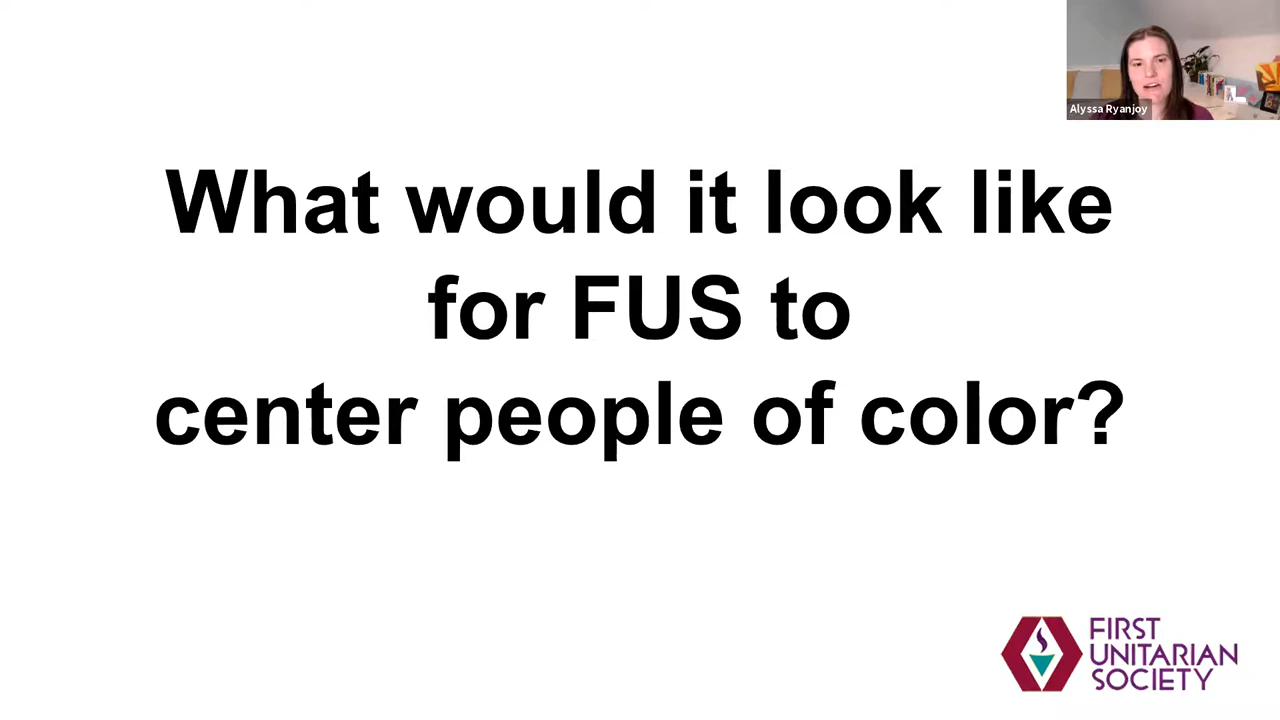 Alyssa Ryanjoy
What would it look like
for FUS to
center people of color?
FIRST
UNITARIAN
SOCIETY